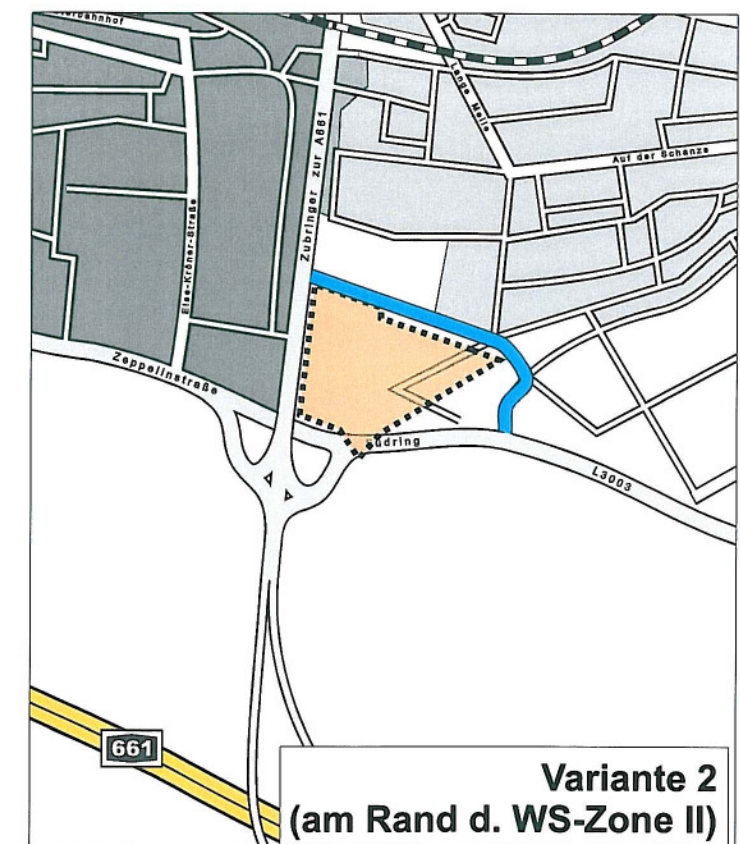 Lange Meile
Zubringer zur A661
Auf der Schanze
Else-Kröner-Straße
Zeppelinstraße
Südring
L3003
661
Variante 2
(am Rand d. WS-Zone II)